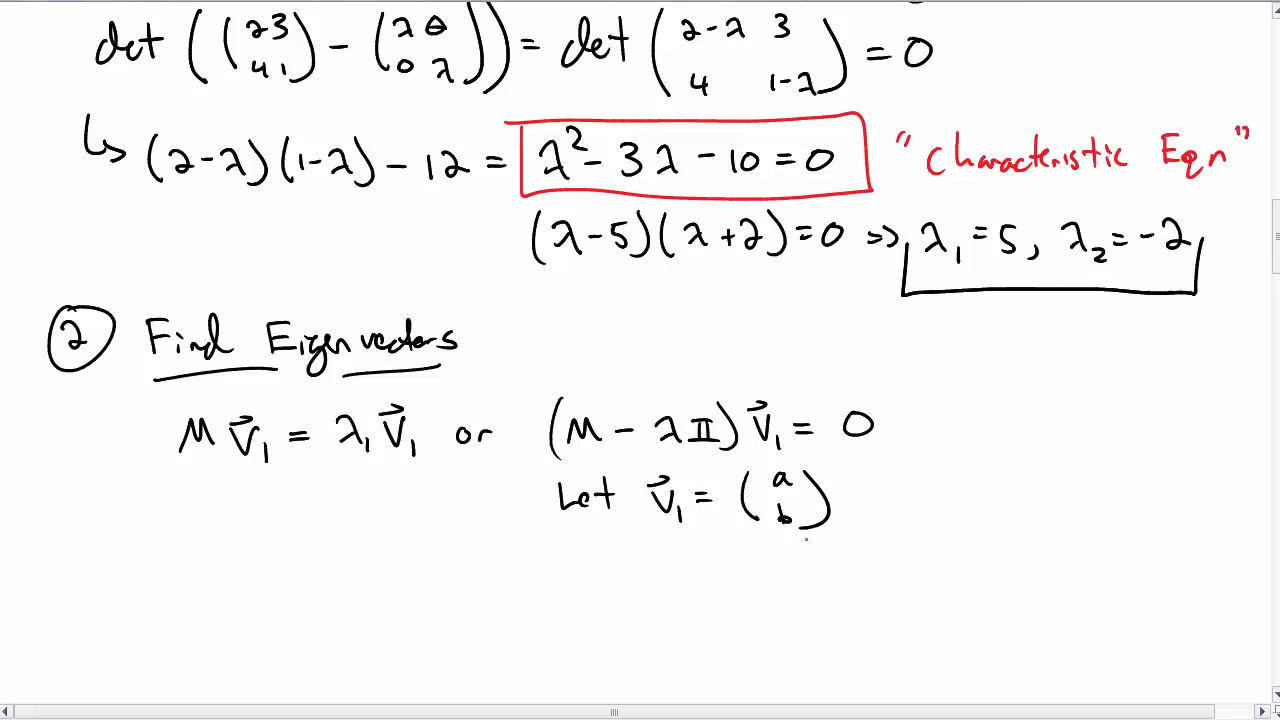 det ((2 3 4 1) - (λ 0 0 λ)) = det (2-λ 3 4 1-λ) = 0
↳ (2-λ)(1-λ) - 12 = λ² - 3λ - 10 = 0 "Characteristic Eqn"
(λ-5)(λ+2) = 0 => λ₁ = 5, λ₂ = -2
② Find Eigenvectors
M v⃗₁ = λ₁ v⃗₁ or (M - λ𝕀) v⃗₁ = 0
Let v⃗₁ = (a b)